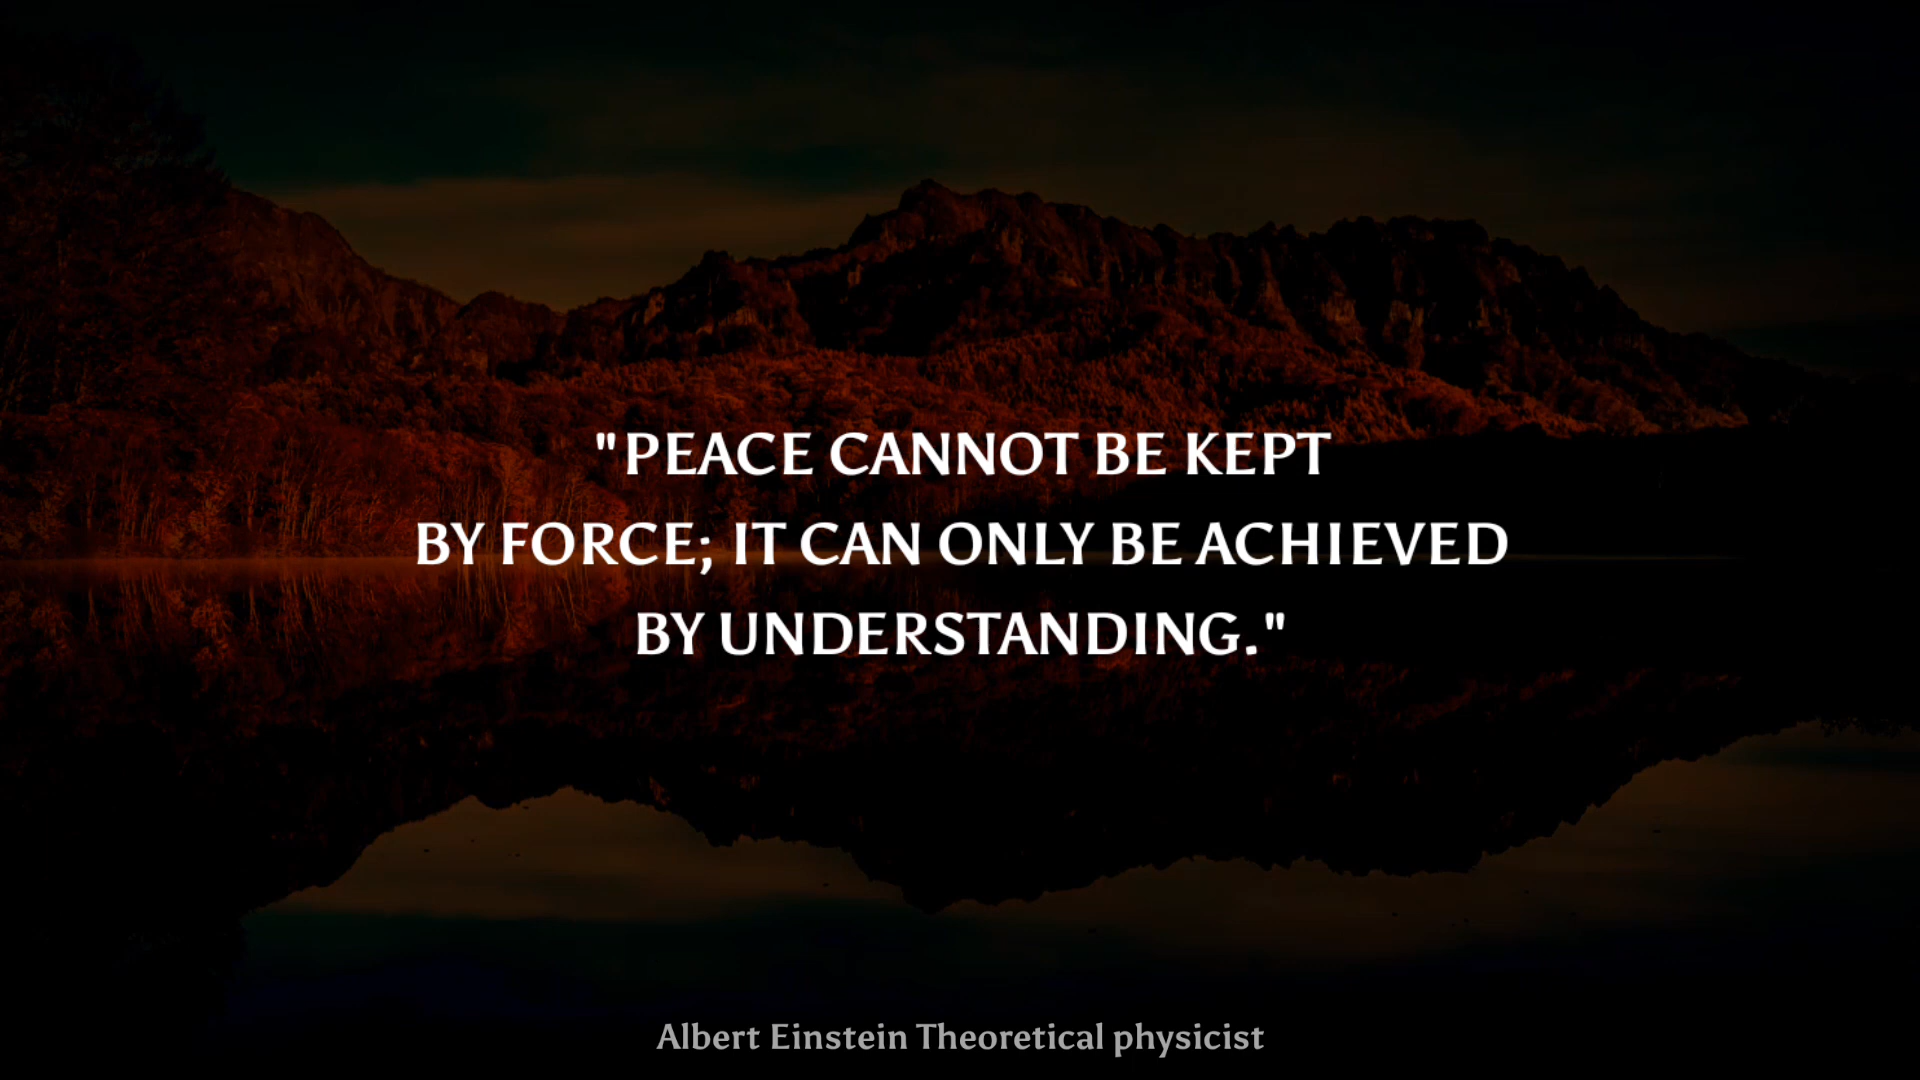 "PEACE CANNOT BE KEPT
BY FORCE; IT CAN ONLY BE ACHIEVED
BY UNDERSTANDING."
Albert Einstein Theoretical physicist